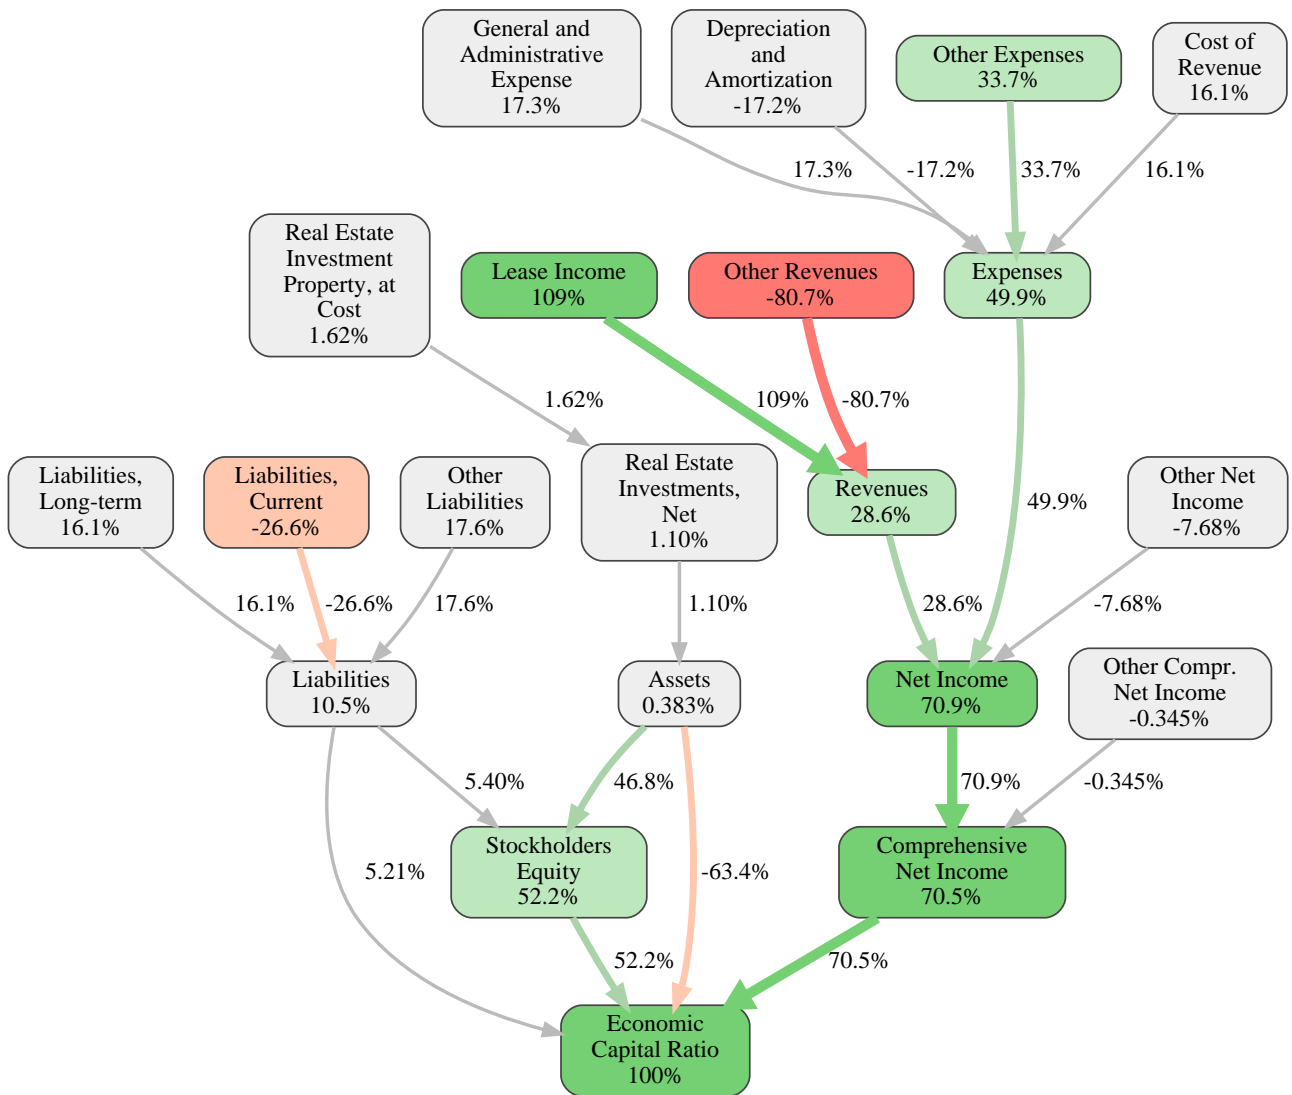 General and
Administrative
Expense
17.3%
Depreciation
and
Amortization
-17.2%
Other Expenses
33.7%
Cost of
Revenue
16.1%
17.3%
-17.2%
33.7%
16.1%
Real Estate
Investment
Property, at
Cost
1.62%
Lease Income
109%
Other Revenues
-80.7%
Expenses
49.9%
1.62%
109%
-80.7%
49.9%
Liabilities,
Long-term
16.1%
Liabilities,
Current
-26.6%
Other
Liabilities
17.6%
Real Estate
Investments,
Net
1.10%
Revenues
28.6%
Other Net
Income
-7.68%
16.1%
-26.6%
17.6%
1.10%
28.6%
-7.68%
Liabilities
10.5%
Assets
0.383%
Net Income
70.9%
Other Compr.
Net Income
-0.345%
5.40%
46.8%
70.9%
-0.345%
5.21%
Stockholders
Equity
52.2%
-63.4%
Comprehensive
Net Income
70.5%
52.2%
70.5%
Economic
Capital Ratio
100%